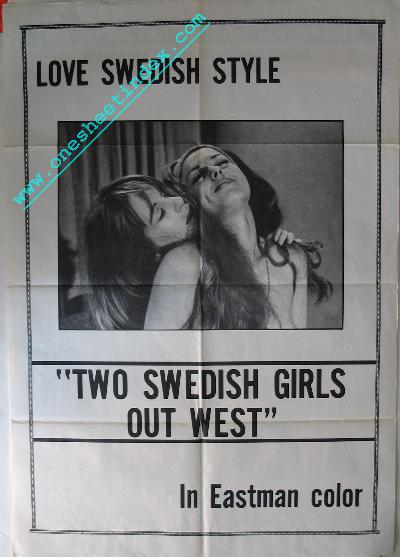 LOVE SWEDISH STYLE
www.onesheetindex.com
"TWO SWEDISH GIRLS
OUT WEST"
In Eastman color